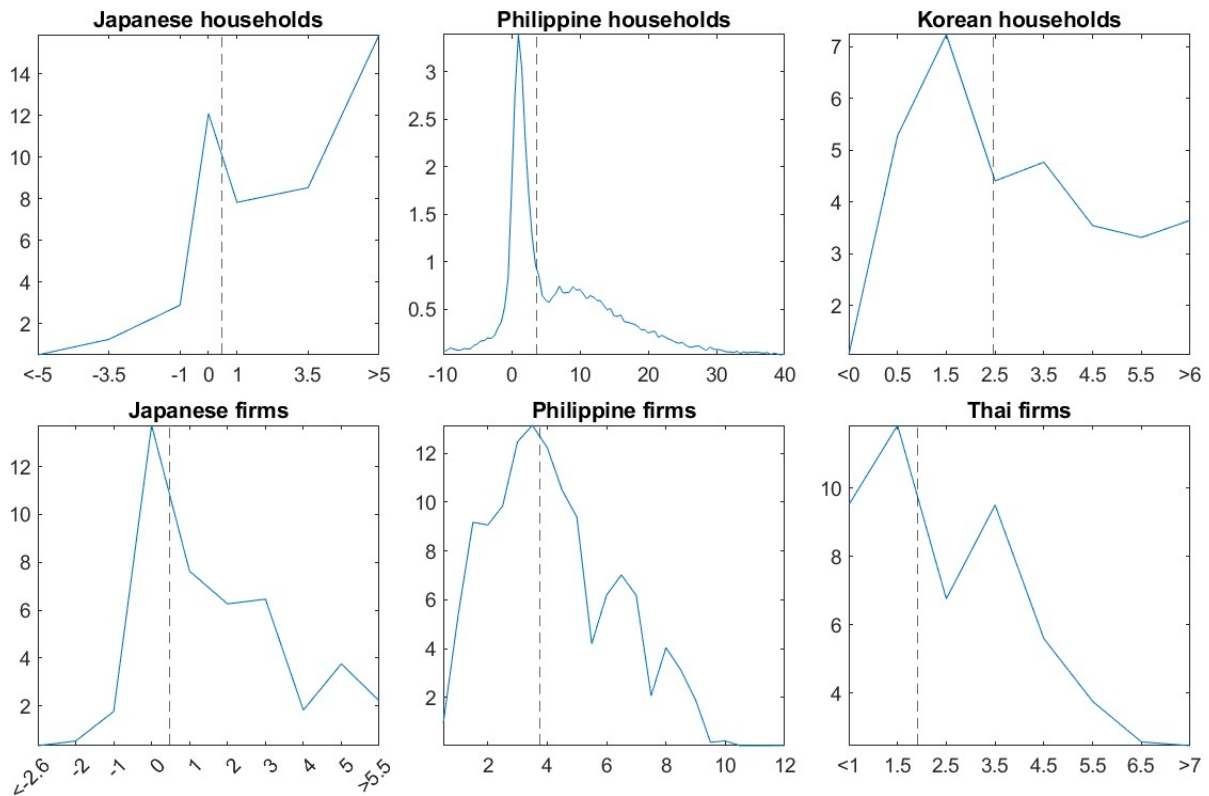 Japanese households
14
12
10
8
6
4
2
<-5 -3.5 -1 0 1 3.5 >5
Philippine households
3
2.5
2
1.5
1
0.5
-10 0 10 20 30 40
Korean households
7
6
5
4
3
2
<0 0.5 1.5 2.5 3.5 4.5 5.5 >6
Japanese firms
12
10
8
6
4
2
<-2.6 -2 -1 0 1 2 3 4 5 >5.5
Philippine firms
12
10
8
6
4
2
2 4 6 8 10 12
Thai firms
10
8
6
4
<1 1.5 2.5 3.5 4.5 5.5 6.5 >7